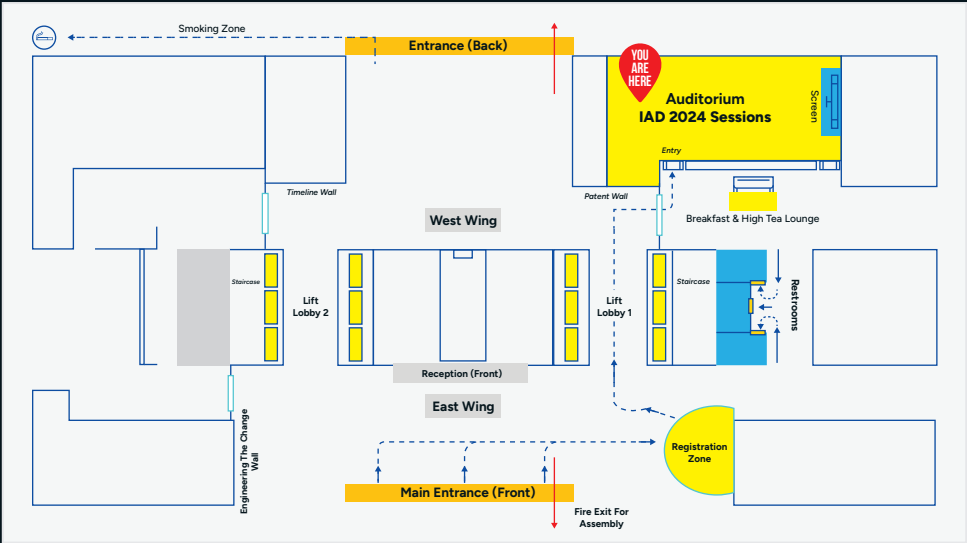 Smoking Zone
Entrance (Back)
YOU
ARE
HERE
Auditorium
IAD 2024 Sessions
Screen
Entry
Timeline Wall
Patent Wall
West Wing
Breakfast & High Tea Lounge
Staircase
Lift
Lobby 2
Lift
Lobby 1
Staircase
Restrooms
Reception (Front)
East Wing
Engineering The Change
Wall
Registration
Zone
Main Entrance (Front)
Fire Exit For
Assembly